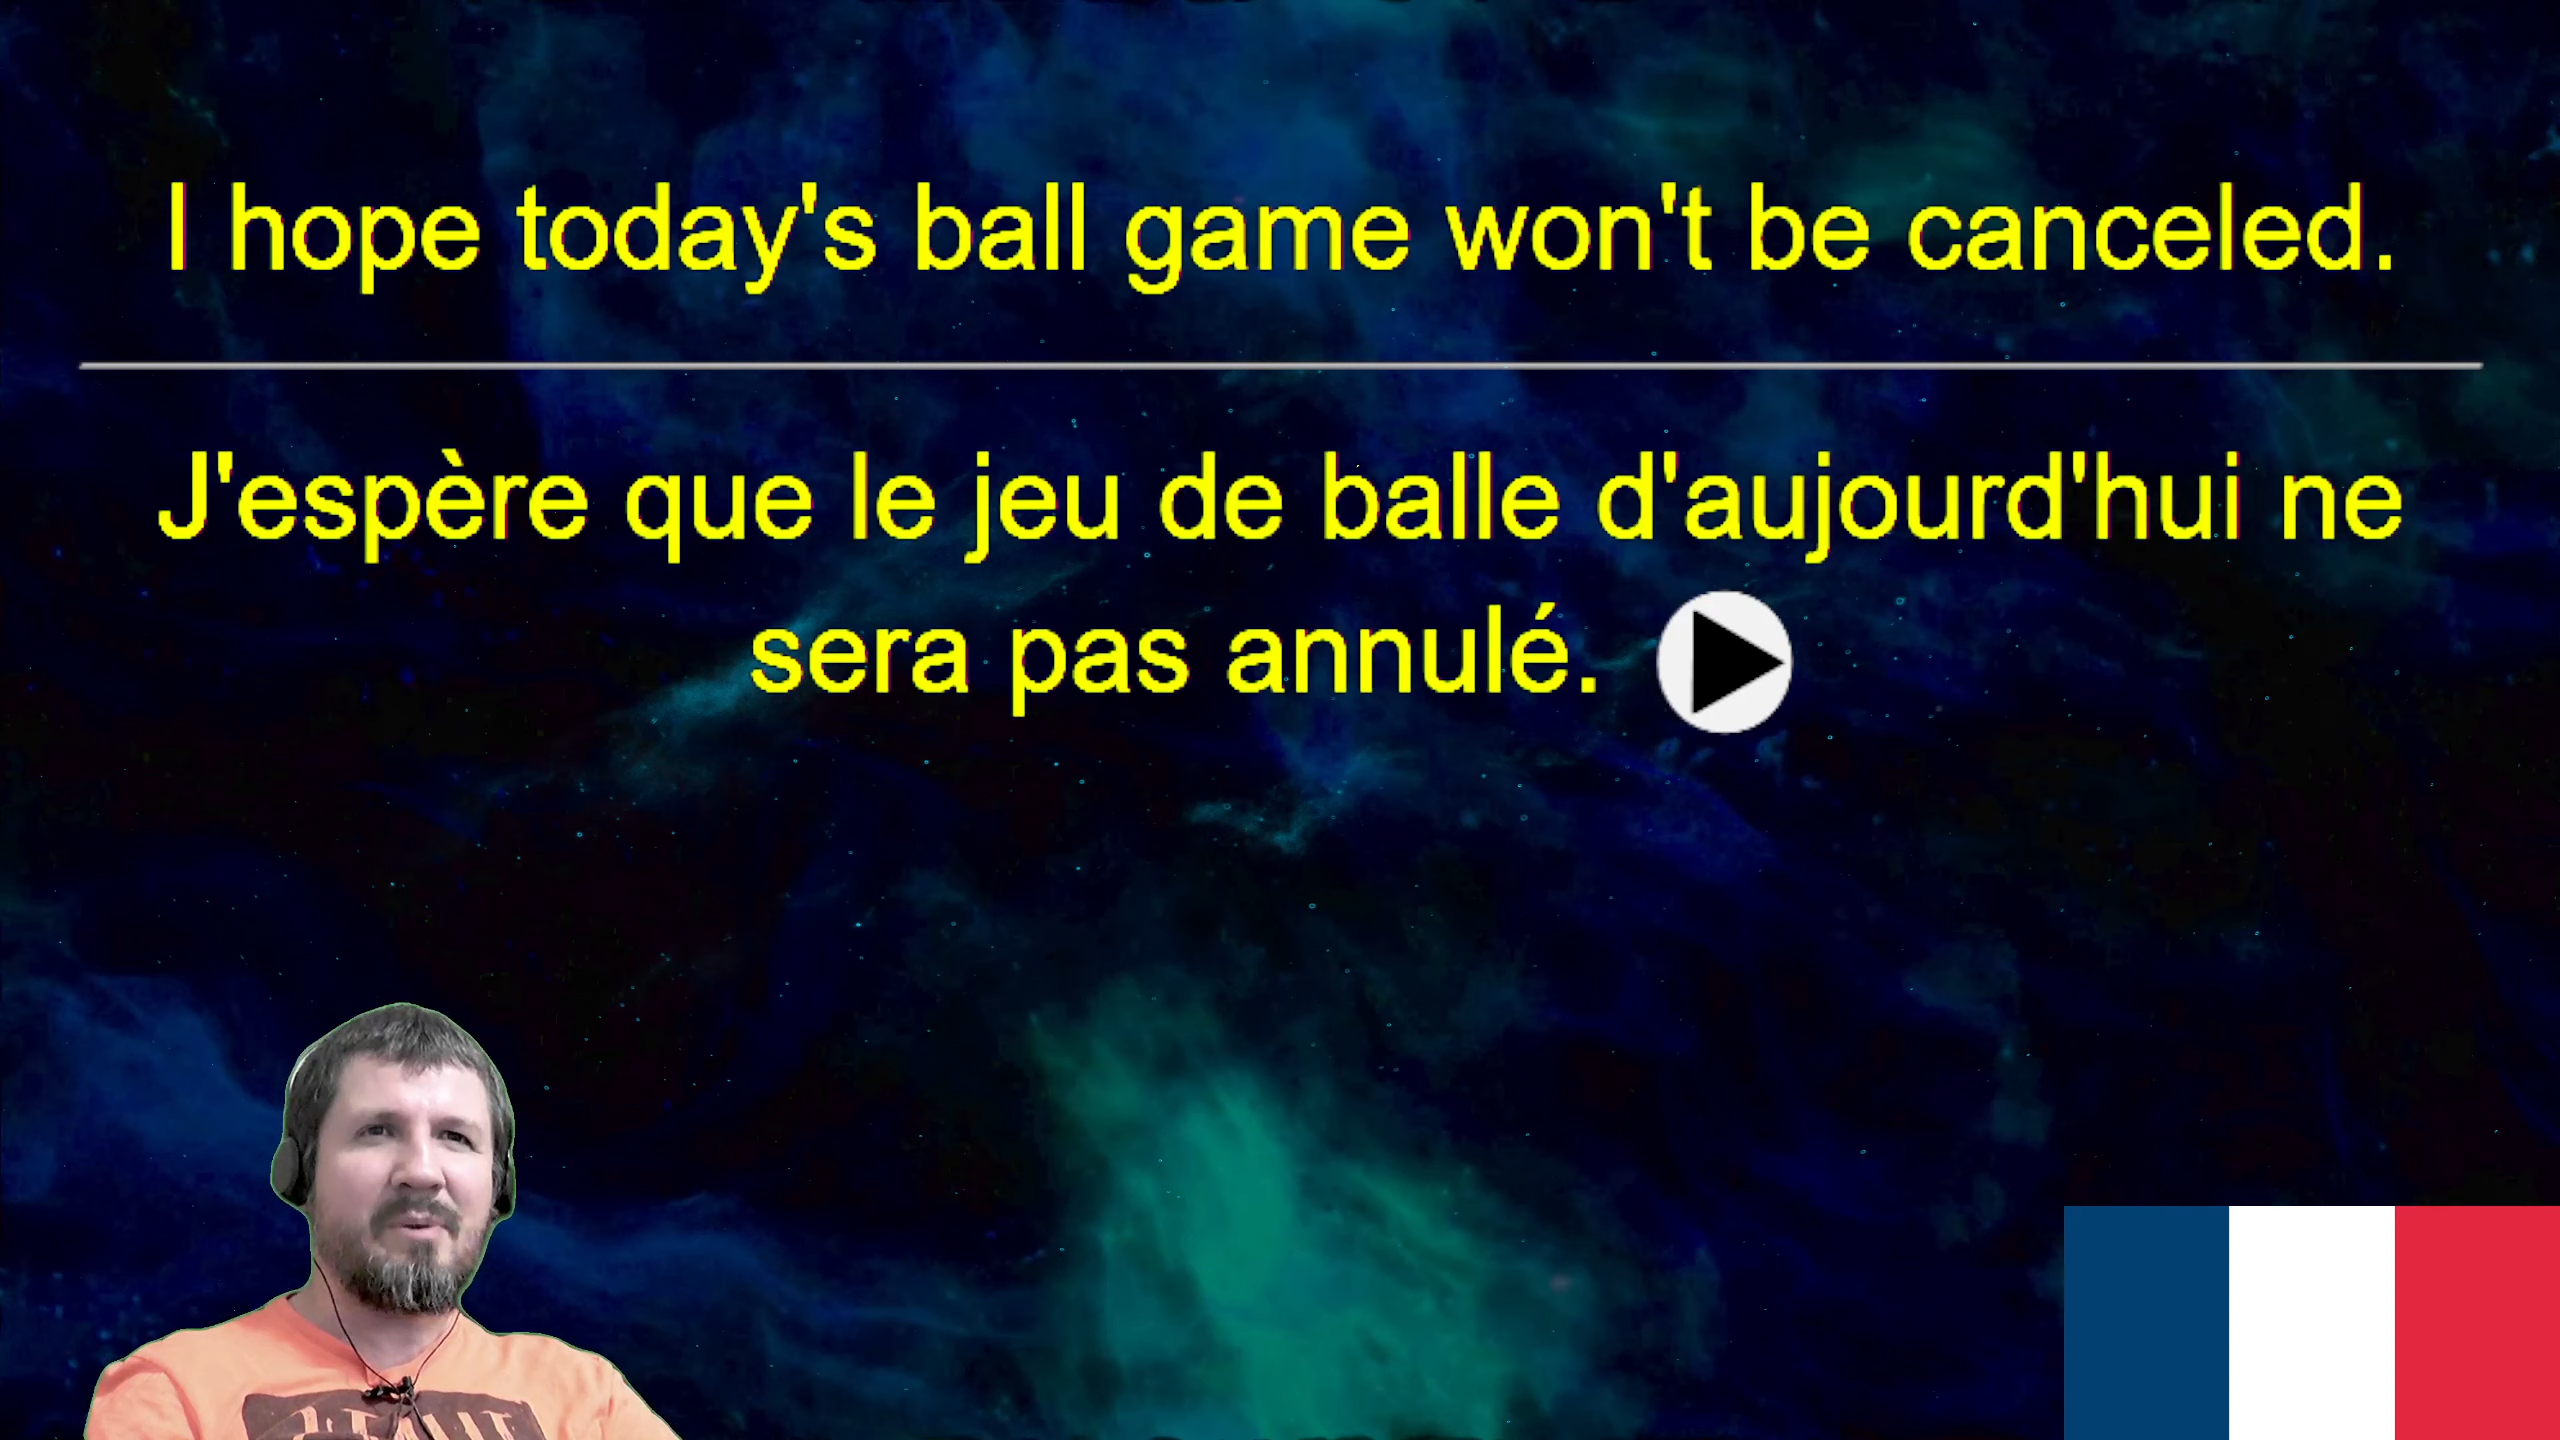 I hope today's ball game won't be canceled.
J'espère que le jeu de balle d'aujourd'hui ne
sera pas annulé.